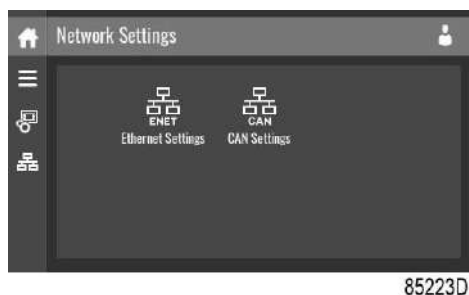 Network Settings
ENET
CAN
Ethernet Settings
CAN Settings
85223D